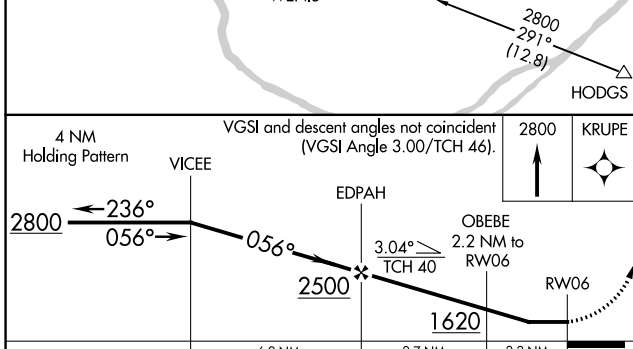 2800
291°
(12.8)
HODGS
4 NM
Holding Pattern
VGSI and descent angles not coincident
(VGSI Angle 3.00/TCH 46).
2800
KRUPE
VICEE
EDPAH
OBEBE
2.2 NM to
RW06
RW06
2800
236°
056°
056°
3.04°
TCH 40
2500
1620